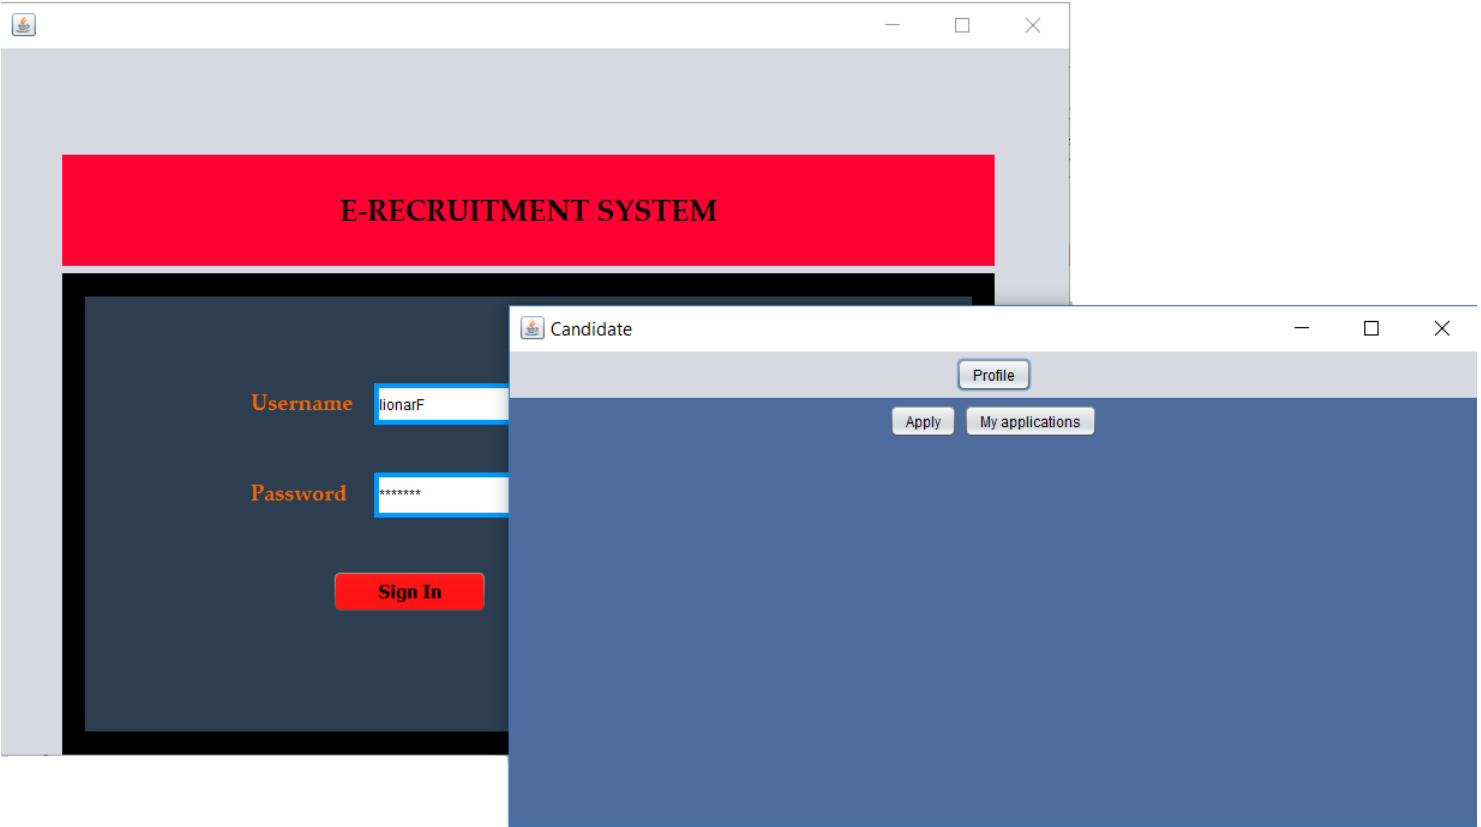 E-RECRUITMENT SYSTEM
Username lionarF
Password *******
Sign In
Candidate
Profile
Apply My applications